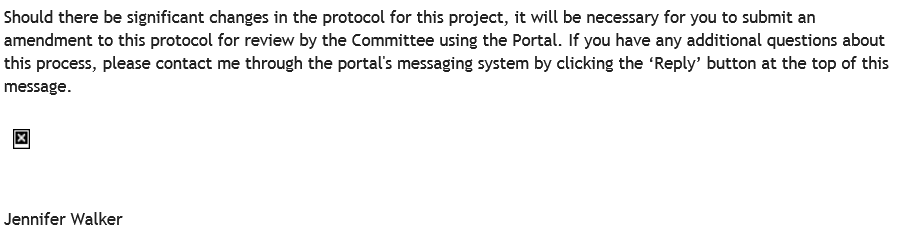 Should there be significant changes in the protocol for this project, it will be necessary for you to submit an
amendment to this protocol for review by the Committee using the Portal. If you have any additional questions about
this process, please contact me through the portal's messaging system by clicking the ‘Reply’ button at the top of this
message.
Jennifer Walker